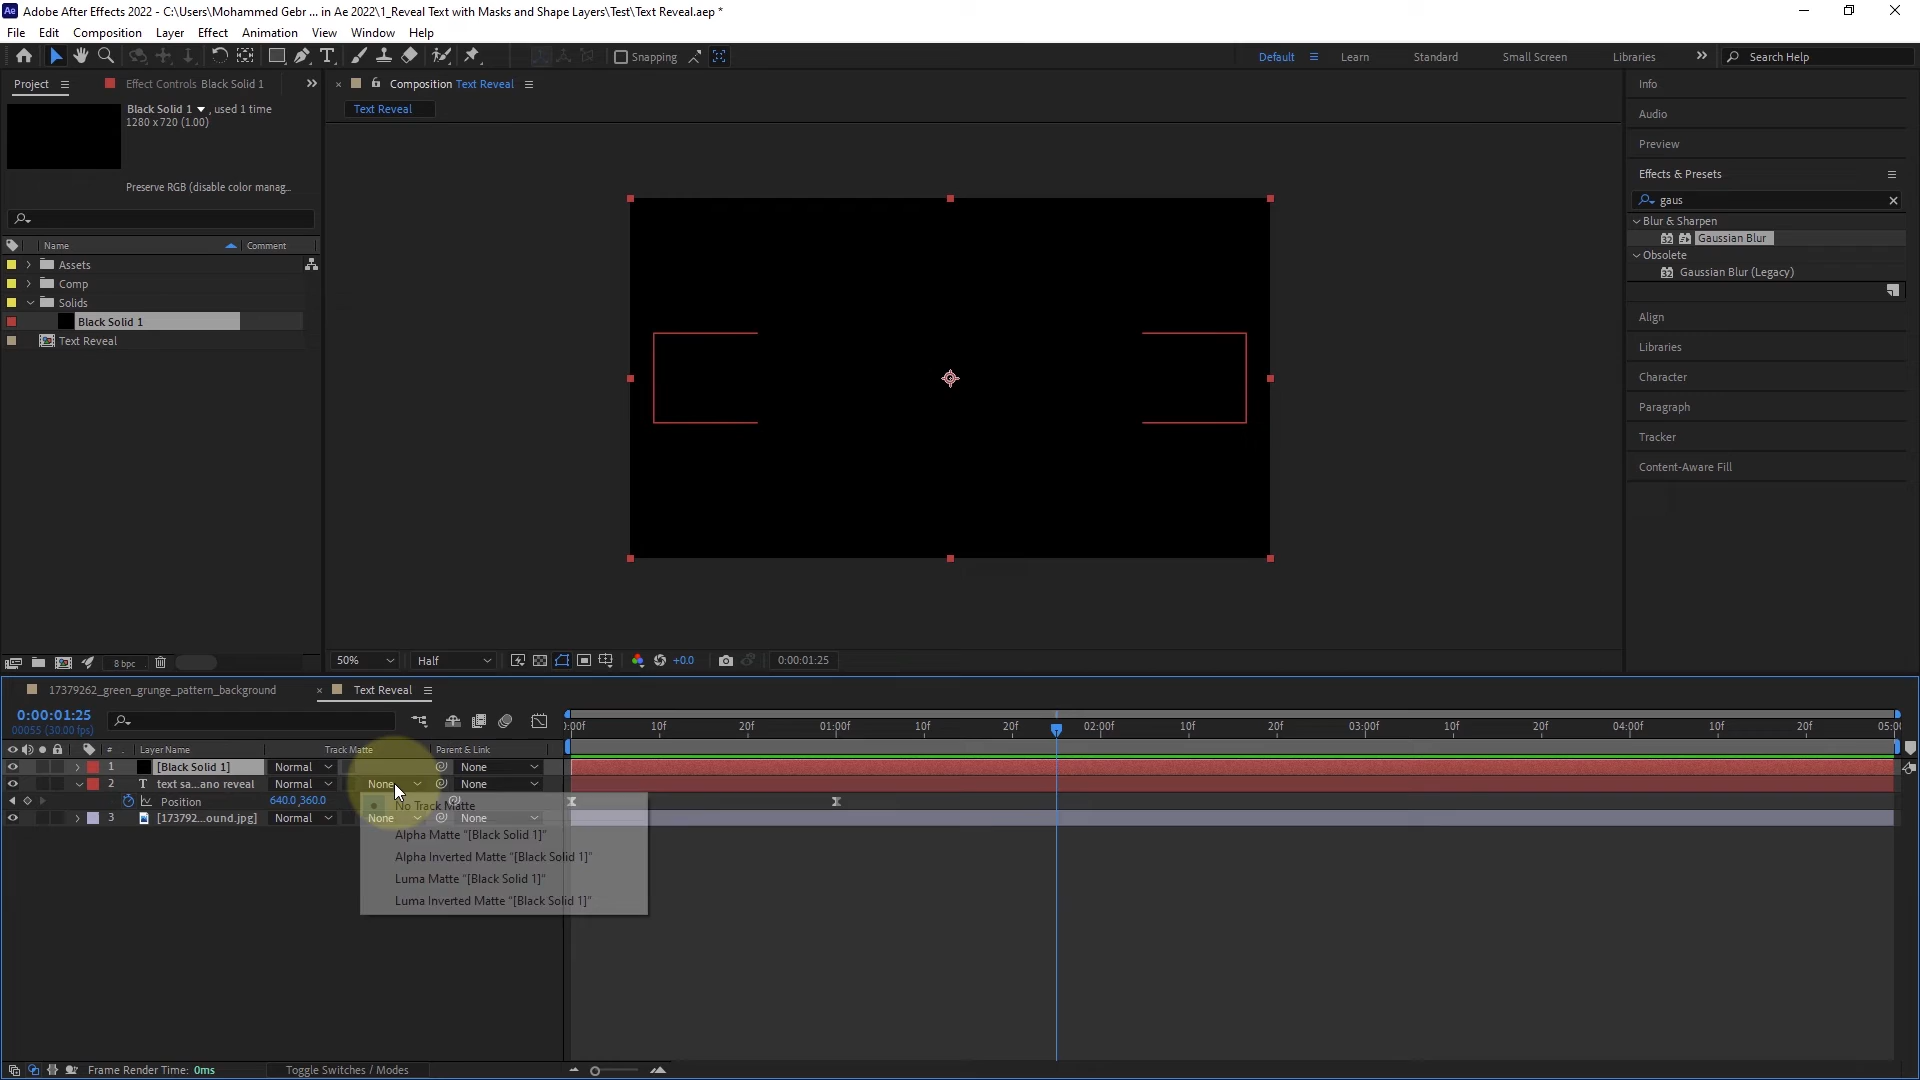 Ae Adobe After Effects 2022 - C:\Users\Mohammed Gebr ... in Ae 2022\1_Reveal Text with Masks and Shape Layers\Test\Text Reveal.aep *
File Edit Composition Layer Effect Animation View Window Help
Snapping Default Learn Standard Small Screen Libraries Search Help
Project Effect Controls Black Solid 1 Composition Text Reveal
Black Solid 1 , used 1 time
1280 x 720 (1.00)
Text Reveal
Preserve RGB (disable color manag..
Info
Audio
Preview
Effects & Presets
gaus
Blur & Sharpen
32 Gaussian Blur
Obsolete
32 Gaussian Blur (Legacy)
Align
Libraries
Character
Paragraph
Tracker
Content-Aware Fill
Name Comment
Assets
Comp
Solids
Black Solid 1
Text Reveal
8 bpc
50% Half +0.0 0:00:01:25
17379262_green_grunge_pattern_background Text Reveal
0:00:01:25
00055 (30.00 fps)
:00f 10f 20f 01:00f 10f 20f 02:00f 10f 20f 03:00f 10f 20f 04:00f 10f 20f 05:00
# Layer Name Track Matte Parent & Link
1 [Black Solid 1] Normal None
2 T text sa...ano reveal Normal None None
Position 640.0,360.0
3 [173792...ound.jpg] Normal None None
No Track Matte
Alpha Matte "[Black Solid 1]"
Alpha Inverted Matte "[Black Solid 1]"
Luma Matte "[Black Solid 1]"
Luma Inverted Matte "[Black Solid 1]"
Frame Render Time: 0ms Toggle Switches / Modes